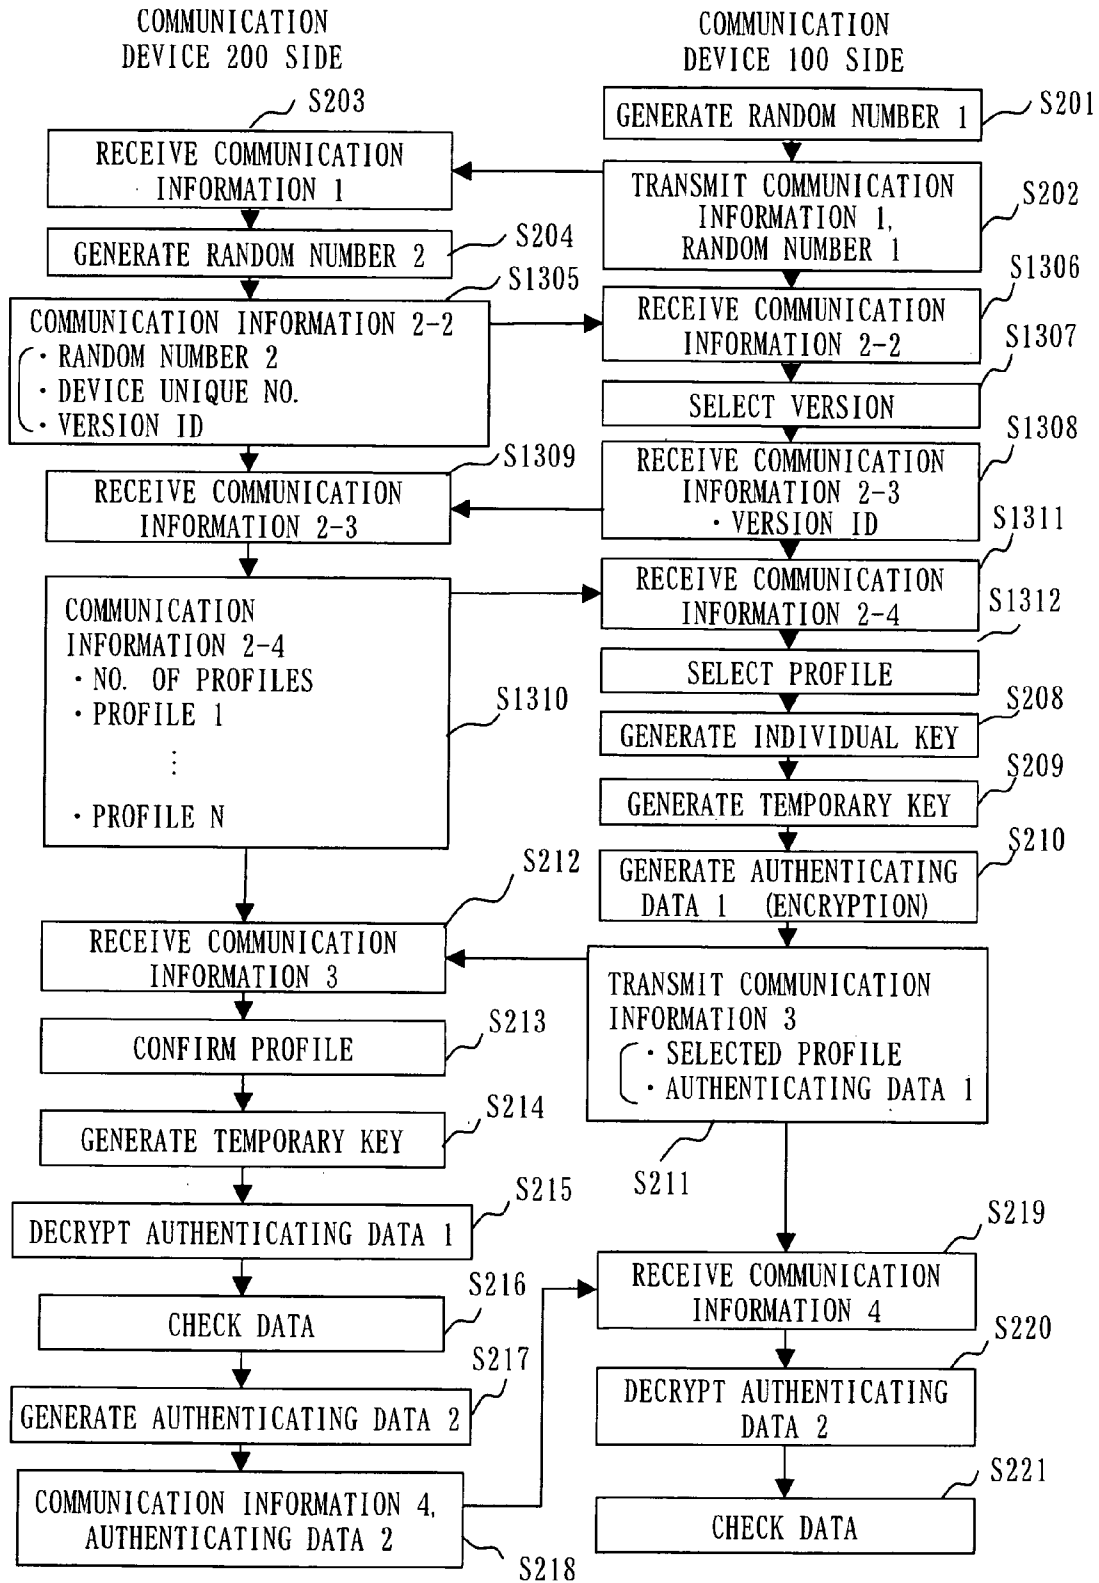 COMMUNICATION
DEVICE 200 SIDE
COMMUNICATION
DEVICE 100 SIDE
S203
RECEIVE COMMUNICATION
INFORMATION 1
GENERATE RANDOM NUMBER 1
S201
TRANSMIT COMMUNICATION
INFORMATION 1,
RANDOM NUMBER 1
S202
S204
GENERATE RANDOM NUMBER 2
S1305
COMMUNICATION INFORMATION 2-2
· RANDOM NUMBER 2
· DEVICE UNIQUE NO.
· VERSION ID
S1306
RECEIVE COMMUNICATION
INFORMATION 2-2
S1307
SELECT VERSION
S1308
RECEIVE COMMUNICATION
INFORMATION 2-3
· VERSION ID
S1309
RECEIVE COMMUNICATION
INFORMATION 2-3
S1311
RECEIVE COMMUNICATION
INFORMATION 2-4
COMMUNICATION
INFORMATION 2-4
· NO. OF PROFILES
· PROFILE 1
⋮
· PROFILE N
S1310
S1312
SELECT PROFILE
S208
GENERATE INDIVIDUAL KEY
S209
GENERATE TEMPORARY KEY
S210
GENERATE AUTHENTICATING
DATA 1 (ENCRYPTION)
S212
RECEIVE COMMUNICATION
INFORMATION 3
TRANSMIT COMMUNICATION
INFORMATION 3
· SELECTED PROFILE
· AUTHENTICATING DATA 1
S211
S213
CONFIRM PROFILE
S214
GENERATE TEMPORARY KEY
S215
DECRYPT AUTHENTICATING DATA 1
S216
CHECK DATA
S217
GENERATE AUTHENTICATING DATA 2
COMMUNICATION INFORMATION 4,
AUTHENTICATING DATA 2
S218
S219
RECEIVE COMMUNICATION
INFORMATION 4
S220
DECRYPT AUTHENTICATING
DATA 2
S221
CHECK DATA